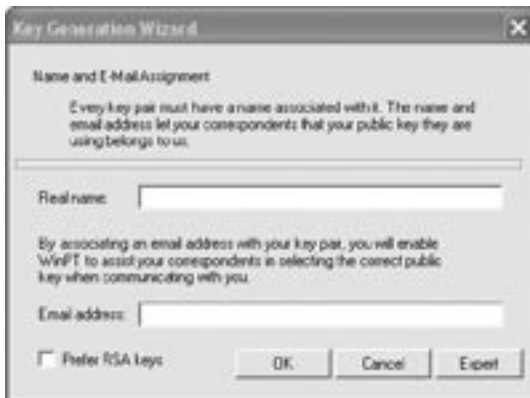 Key Generation Wizard
Name and E-Mail Assignment
Every key pair must have a name associated with it. The name and
email address let your correspondents that your public key they are
using belongs to us.
Real name:
By associating an email address with your key pair, you will enable
WinPT to assist your correspondents in selecting the correct public
key when communicating with you.
Email address:
Prefer RSA keys
OK
Cancel
Expert